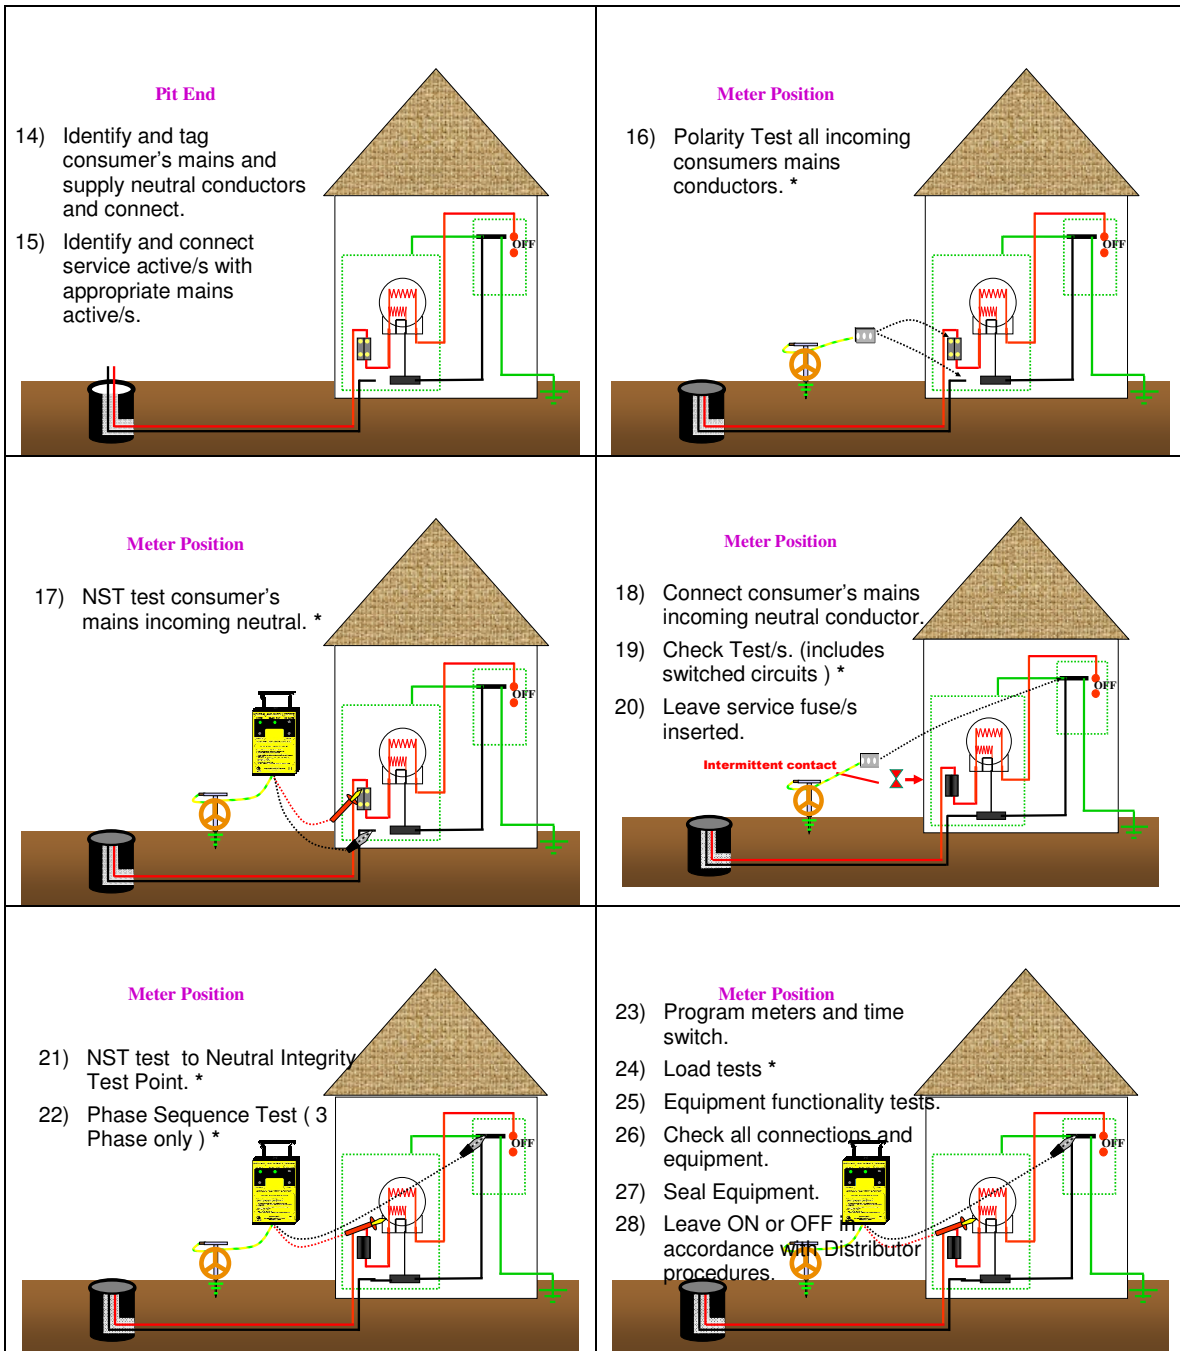 Pit End
14) Identify and tag
consumer's mains and
supply neutral conductors
and connect.
15) Identify and connect
service active/s with
appropriate mains
active/s.
OFF
Meter Position
16) Polarity Test all incoming
consumers mains
conductors. *
OFF
Meter Position
17) NST test consumer's
mains incoming neutral. *
OFF
Meter Position
18) Connect consumer's mains
incoming neutral conductor.
19) Check Test/s. (includes
switched circuits ) *
20) Leave service fuse/s
inserted.
Intermittent contact
OFF
Meter Position
21) NST test to Neutral Integrity
Test Point. *
22) Phase Sequence Test ( 3
Phase only ) *
OFF
Meter Position
23) Program meters and time
switch.
24) Load tests *
25) Equipment functionality tests.
26) Check all connections and
equipment.
27) Seal Equipment.
28) Leave ON or OFF in
accordance with Distributor
procedures.
OFF